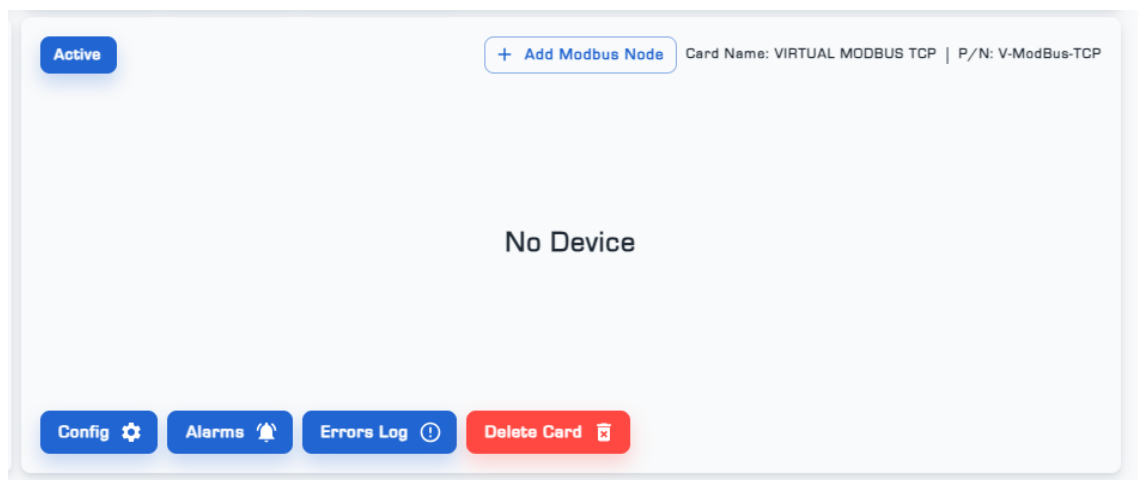 Active
+ Add Modbus Node
Card Name: VIRTUAL MODBUS TCP | P/N: V-ModBus-TCP
No Device
Config
Alarms
Errors Log
Delete Card